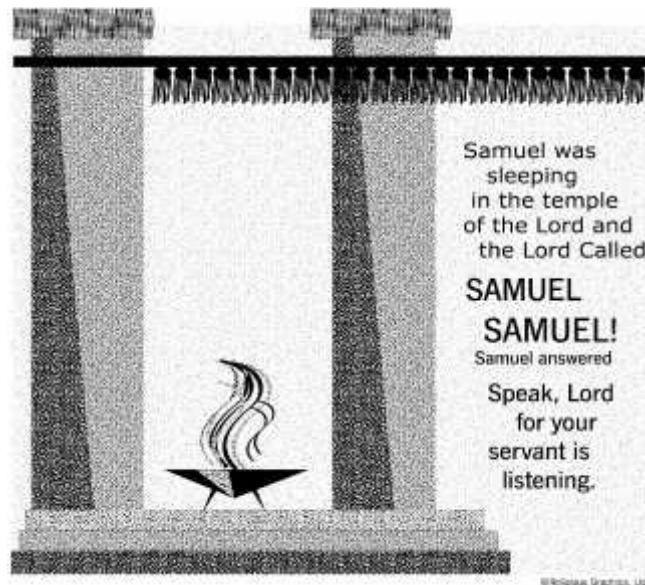 Samuel was
sleeping
in the temple
of the Lord and
the Lord Called
SAMUEL
SAMUEL!
Samuel answered
Speak, Lord
for your
servant is
listening.